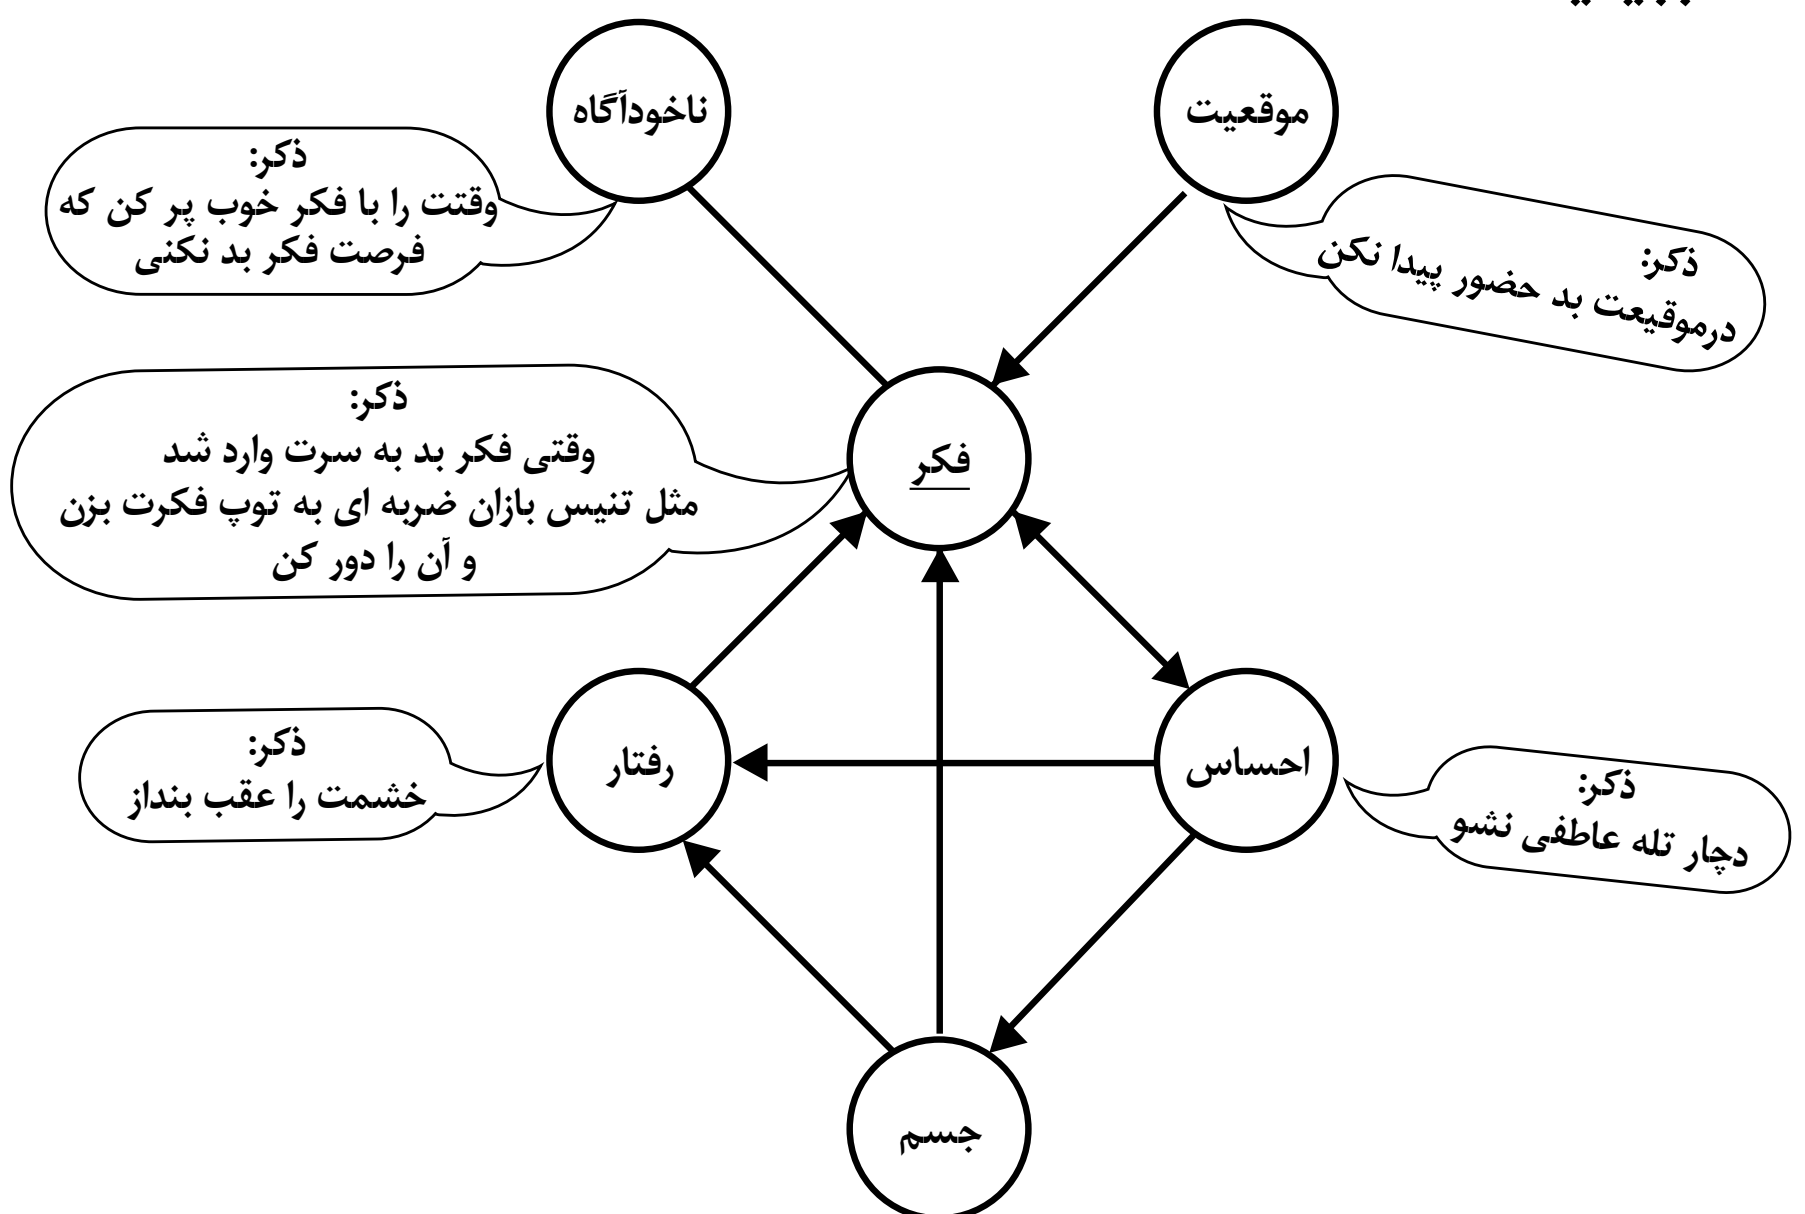 ناخودآگاه
موقعیت
ذکر:
وقتت را با فکر خوب پر کن که
فرصت فکر بد نکنی
ذکر:
درموقیعت بد حضور پیدا نکن
ذکر:
وقتی فکر بد به سرت وارد شد
مثل تنیس بازان ضربه ای به توپ فکرت بزن
و آن را دور کن
فکر
ذکر:
خشمت را عقب بنداز
رفتار
احساس
ذکر:
دچار تله عاطفی نشو
جسم